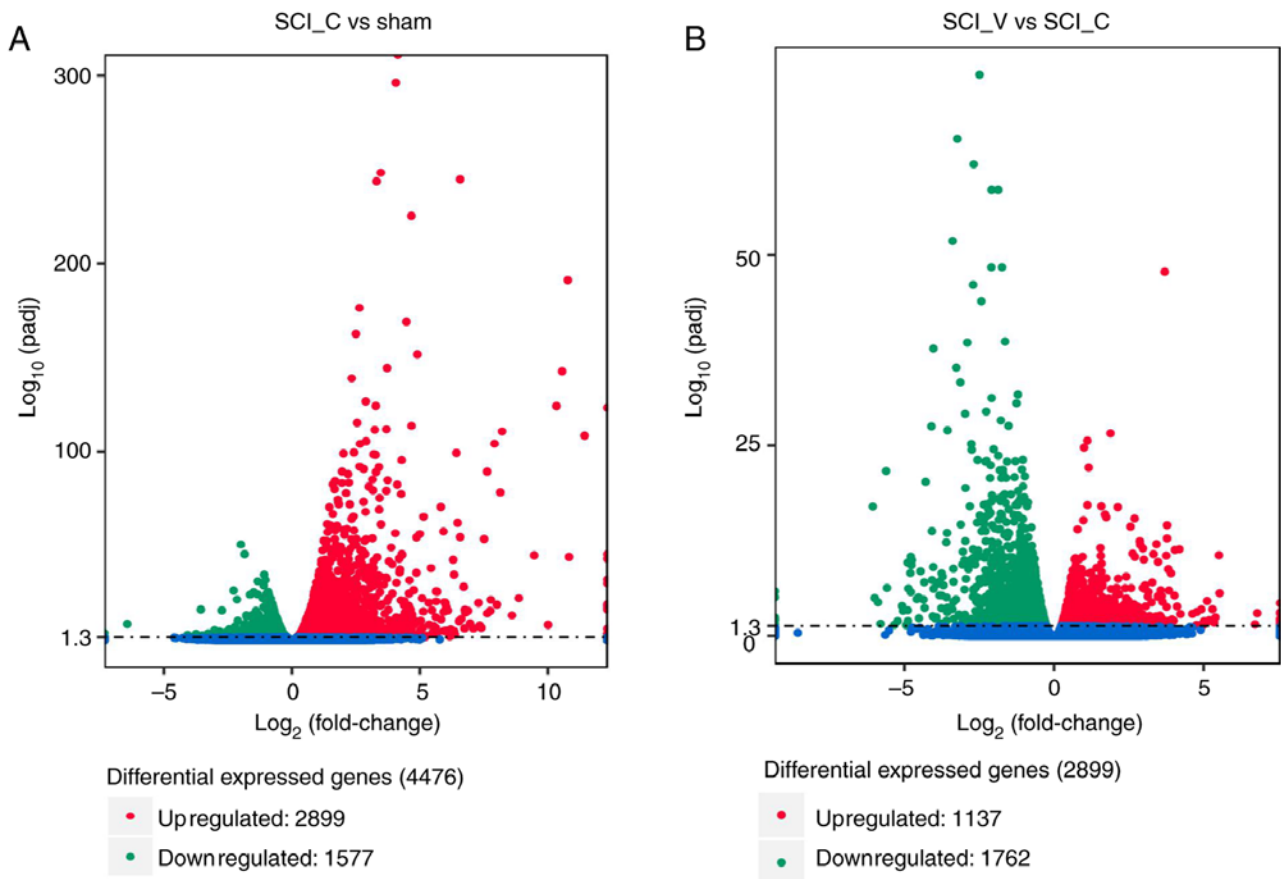 A
SCI_C vs sham
300
200
100
1.3
Log10 (padj)
−5 0 5 10
Log2 (fold-change)
Differential expressed genes (4476)
Upregulated: 2899
Downregulated: 1577
B
SCI_V vs SCI_C
50
25
1.3
0
Log10 (padj)
−5 0 5
Log2 (fold-change)
Differential expressed genes (2899)
Upregulated: 1137
Downregulated: 1762